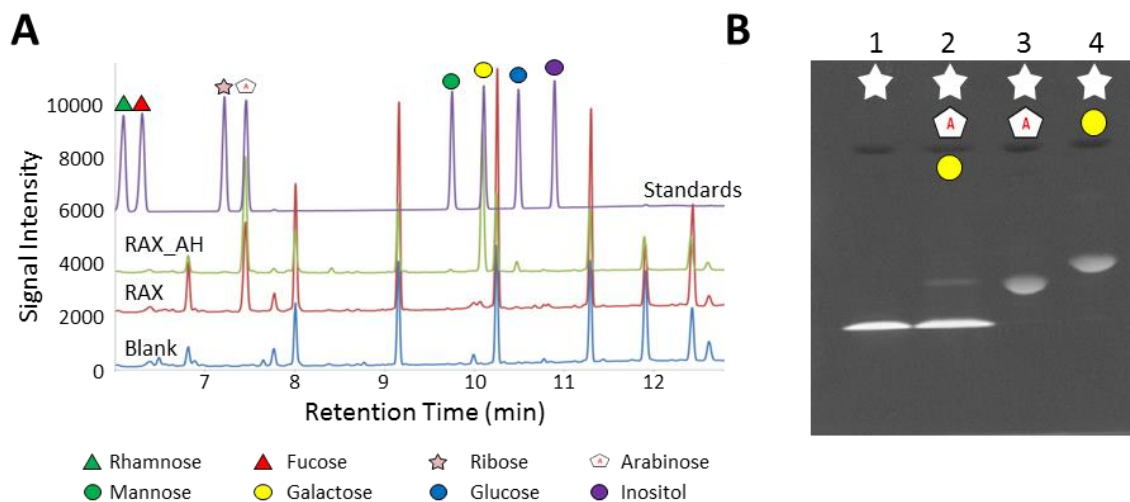 A
Signal Intensity
10000
8000
6000
4000
2000
0
A
Standards
RAX_AH
RAX
Blank
7 8 9 10 11 12
Retention Time (min)
Rhamnose Fucose Ribose A Arabinose
Mannose Galactose Glucose Inositol
B
1 2 3 4
A A